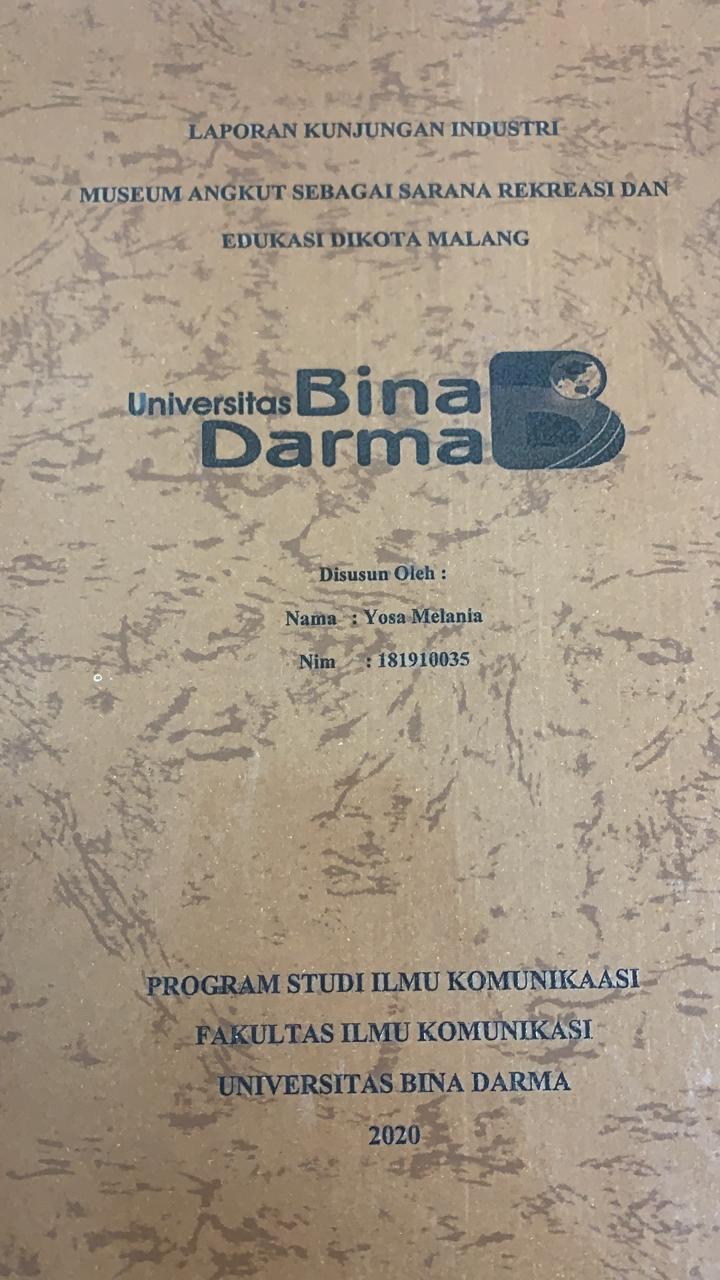 LAPORAN KUNJUNGAN INDUSTRI
MUSEUM ANGKUT SEBAGAI SARANA REKREASI DAN
EDUKASI DIKOTA MALANG
Universitas Bina
Darma
Disusun Oleh :
Nama : Yosa Melania
Nim : 181910035
PROGRAM STUDI ILMU KOMUNIKAASI
FAKULTAS ILMU KOMUNIKASI
UNIVERSITAS BINA DARMA
2020